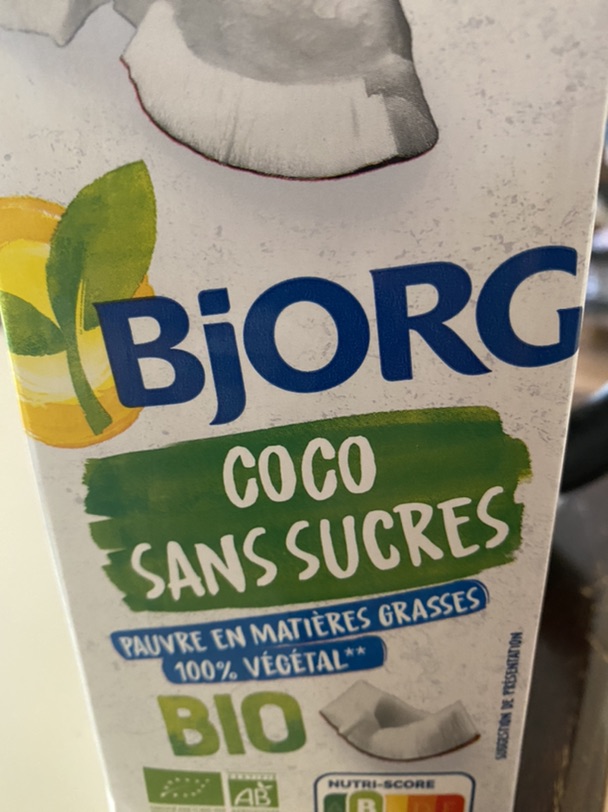 BjORG
COCO
SANS SUCRES
PAUVRE EN MATIÈRES GRASSES
100% VÉGÉTAL**
BIO
SUGGESTION DE PRÉSENTATION
AB
NUTRI-SCORE
B